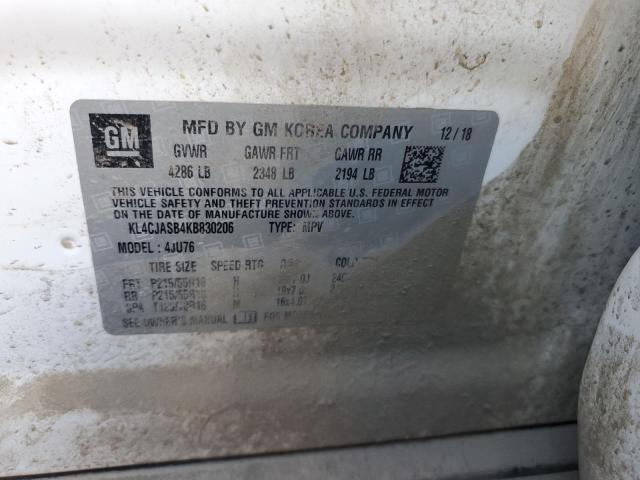 GM
MFD BY GM KOREA COMPANY 12/18
GVWR GAWR FRT GAWR RR
4286 LB 2348 LB 2194 LB
THIS VEHICLE CONFORMS TO ALL APPLICABLE U.S. FEDERAL MOTOR
VEHICLE SAFETY AND THEFT PREVENTION STANDARDS IN EFFECT ON
THE DATE OF MANUFACTURE SHOWN ABOVE.
KL4CJASB4KB830206 TYPE: MPV
MODEL: 4JU76
TIRE SIZE SPEED RTG
FRT P215/55R18 H
RR P215/55R18 H
SPA M
SEE OWNER'S MANUAL FOR